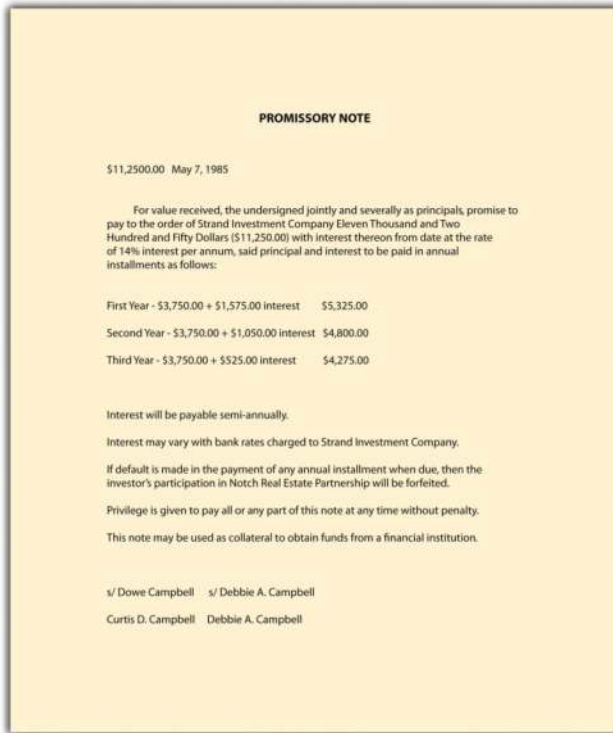 PROMISSORY NOTE
$11,2500.00 May 7, 1985
For value received, the undersigned jointly and severally as principals, promise to
pay to the order of Strand Investment Company Eleven Thousand and Two
Hundred and Fifty Dollars ($11,250.00) with interest thereon from date at the rate
of 14% interest per annum, said principal and interest to be paid in annual
installments as follows:
First Year - $3,750.00 + $1,575.00 interest $5,325.00
Second Year - $3,750.00 + $1,050.00 interest $4,800.00
Third Year - $3,750.00 + $525.00 interest $4,275.00
Interest will be payable semi-annually.
Interest may vary with bank rates charged to Strand Investment Company.
If default is made in the payment of any annual installment when due, then the
investor's participation in Notch Real Estate Partnership will be forfeited.
Privilege is given to pay all or any part of this note at any time without penalty.
This note may be used as collateral to obtain funds from a financial institution.
s/ Dowe Campbell s/ Debbie A. Campbell
Curtis D. Campbell Debbie A. Campbell